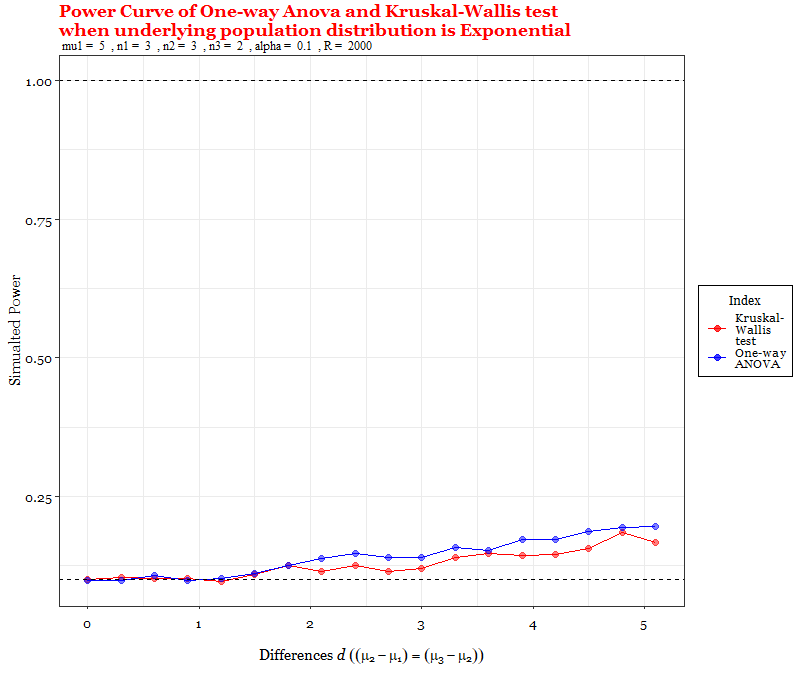 Power Curve of One-way Anova and Kruskal-Wallis test
when underlying population distribution is Exponential
mu1 = 5 , n1 = 3 , n2 = 3 , n3 = 2 , alpha = 0.1 , R = 2000
1.00
0.75
0.50
0.25
Simualted Power
0 1 2 3 4 5
Differences d ((μ₂ − μ₁) = (μ₃ − μ₂))
Index
Kruskal-
Wallis
test
One-way
ANOVA